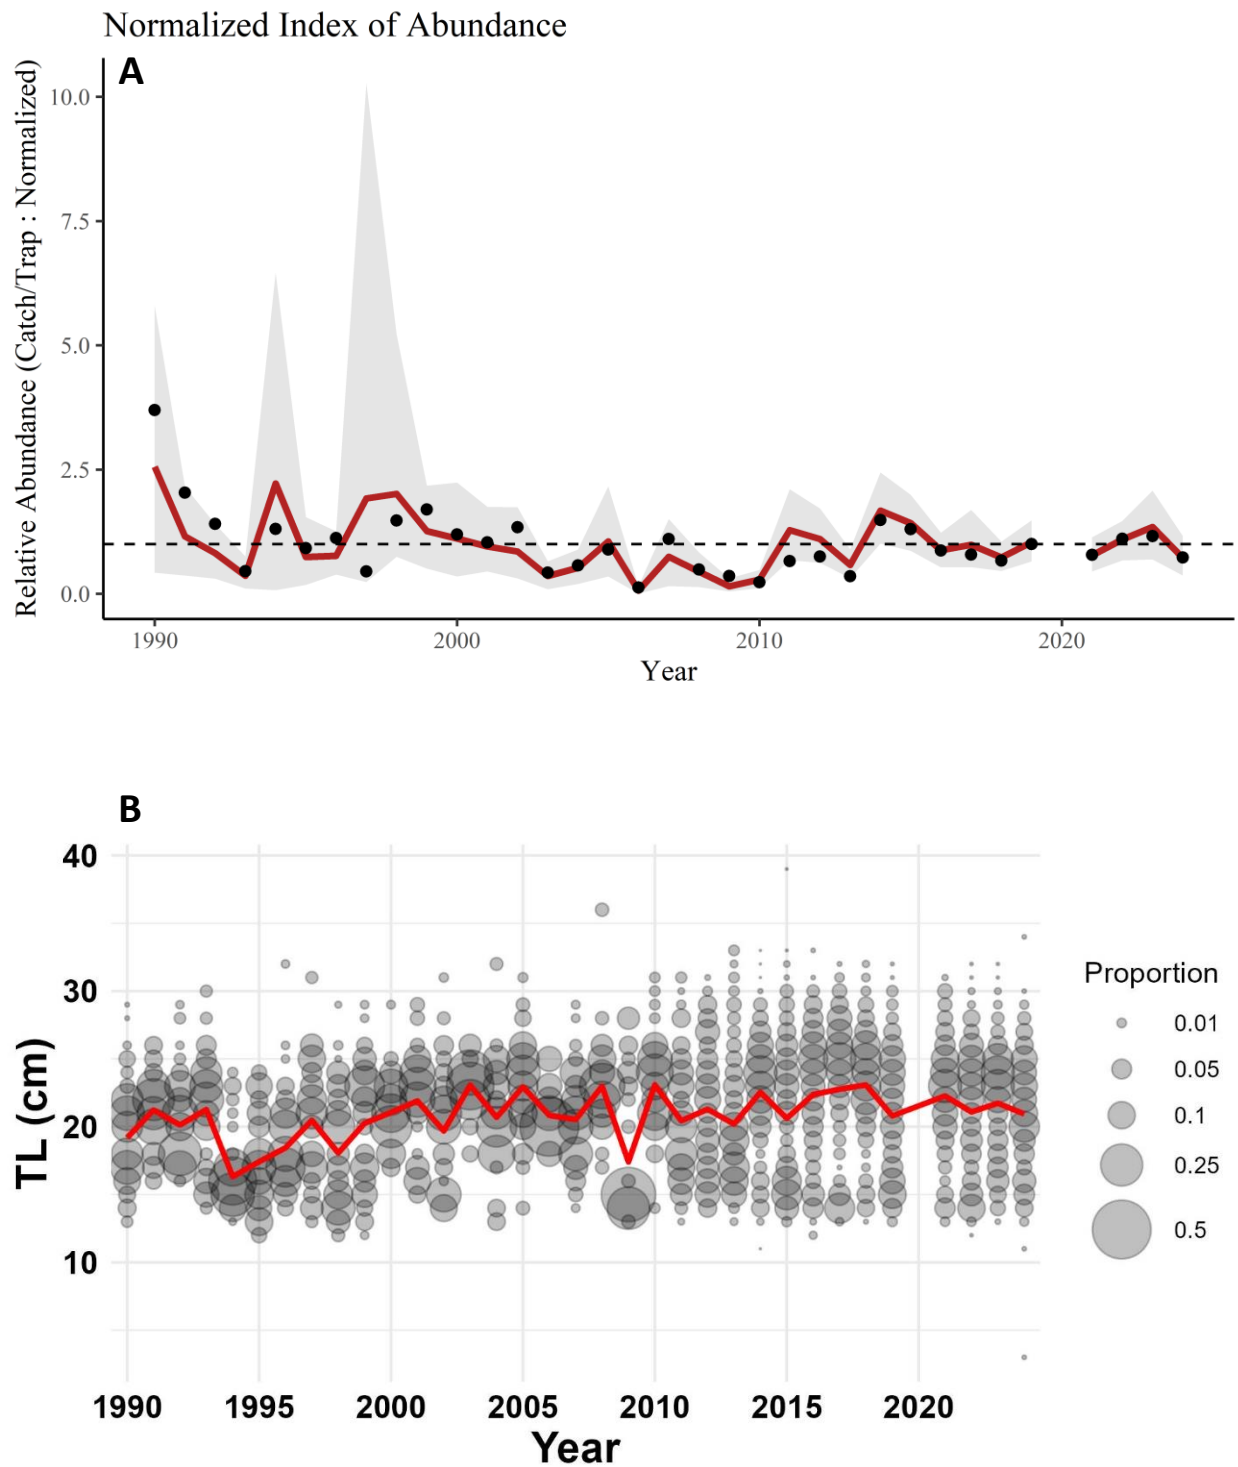 Normalized Index of Abundance
A
Relative Abundance (Catch/Trap : Normalized)
10.0
7.5
5.0
2.5
0.0
1990 2000 2010 2020
Year
B
TL (cm)
40
30
20
10
1990 1995 2000 2005 2010 2015 2020
Year
Proportion
0.01
0.05
0.1
0.25
0.5